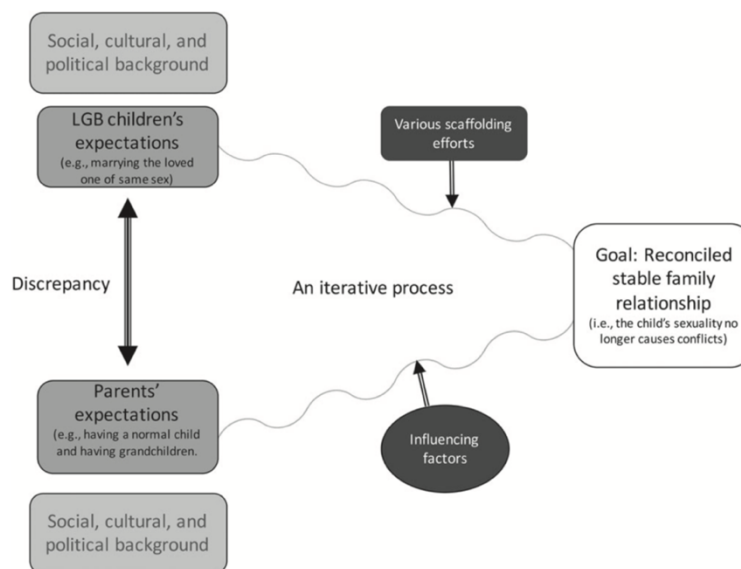 Social, cultural, and
political background
LGB children's
expectations
(e.g., marrying the loved
one of same sex)
Various scaffolding
efforts
Discrepancy
An iterative process
Goal: Reconciled
stable family
relationship
(i.e., the child's sexuality no
longer causes conflicts)
Parents'
expectations
(e.g., having a normal child
and having grandchildren.
Influencing
factors
Social, cultural, and
political background